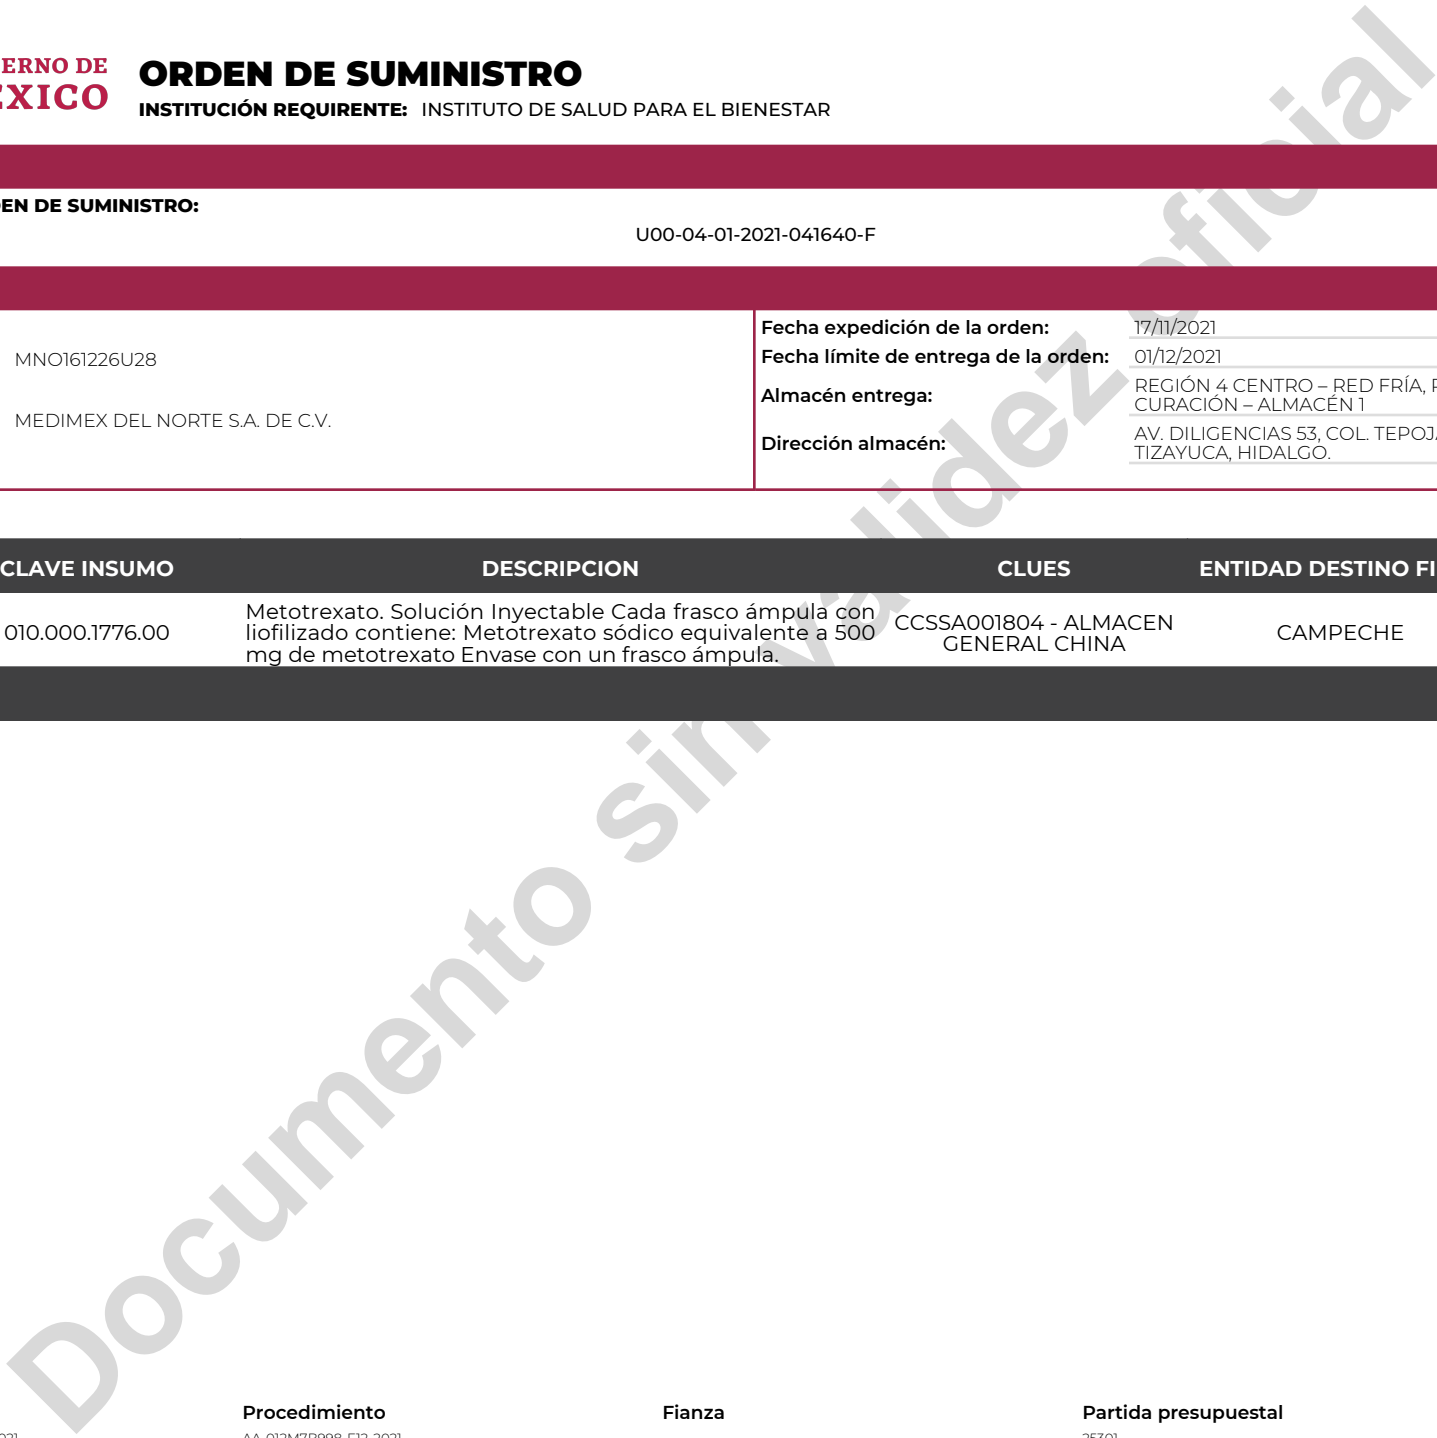 ERNO DE
ÉXICO
ORDEN DE SUMINISTRO
INSTITUCIÓN REQUIRENTE: INSTITUTO DE SALUD PARA EL BIENESTAR
EN DE SUMINISTRO:
U00-04-01-2021-041640-F
MNO161226U28
MEDIMEX DEL NORTE S.A. DE C.V.
Fecha expedición de la orden: 17/11/2021
Fecha límite de entrega de la orden: 01/12/2021
Almacén entrega: REGIÓN 4 CENTRO – RED FRÍA,
CURACIÓN – ALMACÉN 1
Dirección almacén: AV. DILIGENCIAS 53, COL. TEPOJ
TIZAYUCA, HIDALGO.
CLAVE INSUMO DESCRIPCION CLUES ENTIDAD DESTINO FI
010.000.1776.00
Metotrexato. Solución Inyectable Cada frasco ámpula con
liofilizado contiene: Metotrexato sódico equivalente a 500
mg de metotrexato Envase con un frasco ámpula.
CCSSA001804 - ALMACEN
GENERAL CHINA
CAMPECHE
Documento sin validez oficial
Procedimiento Fianza Partida presupuestal